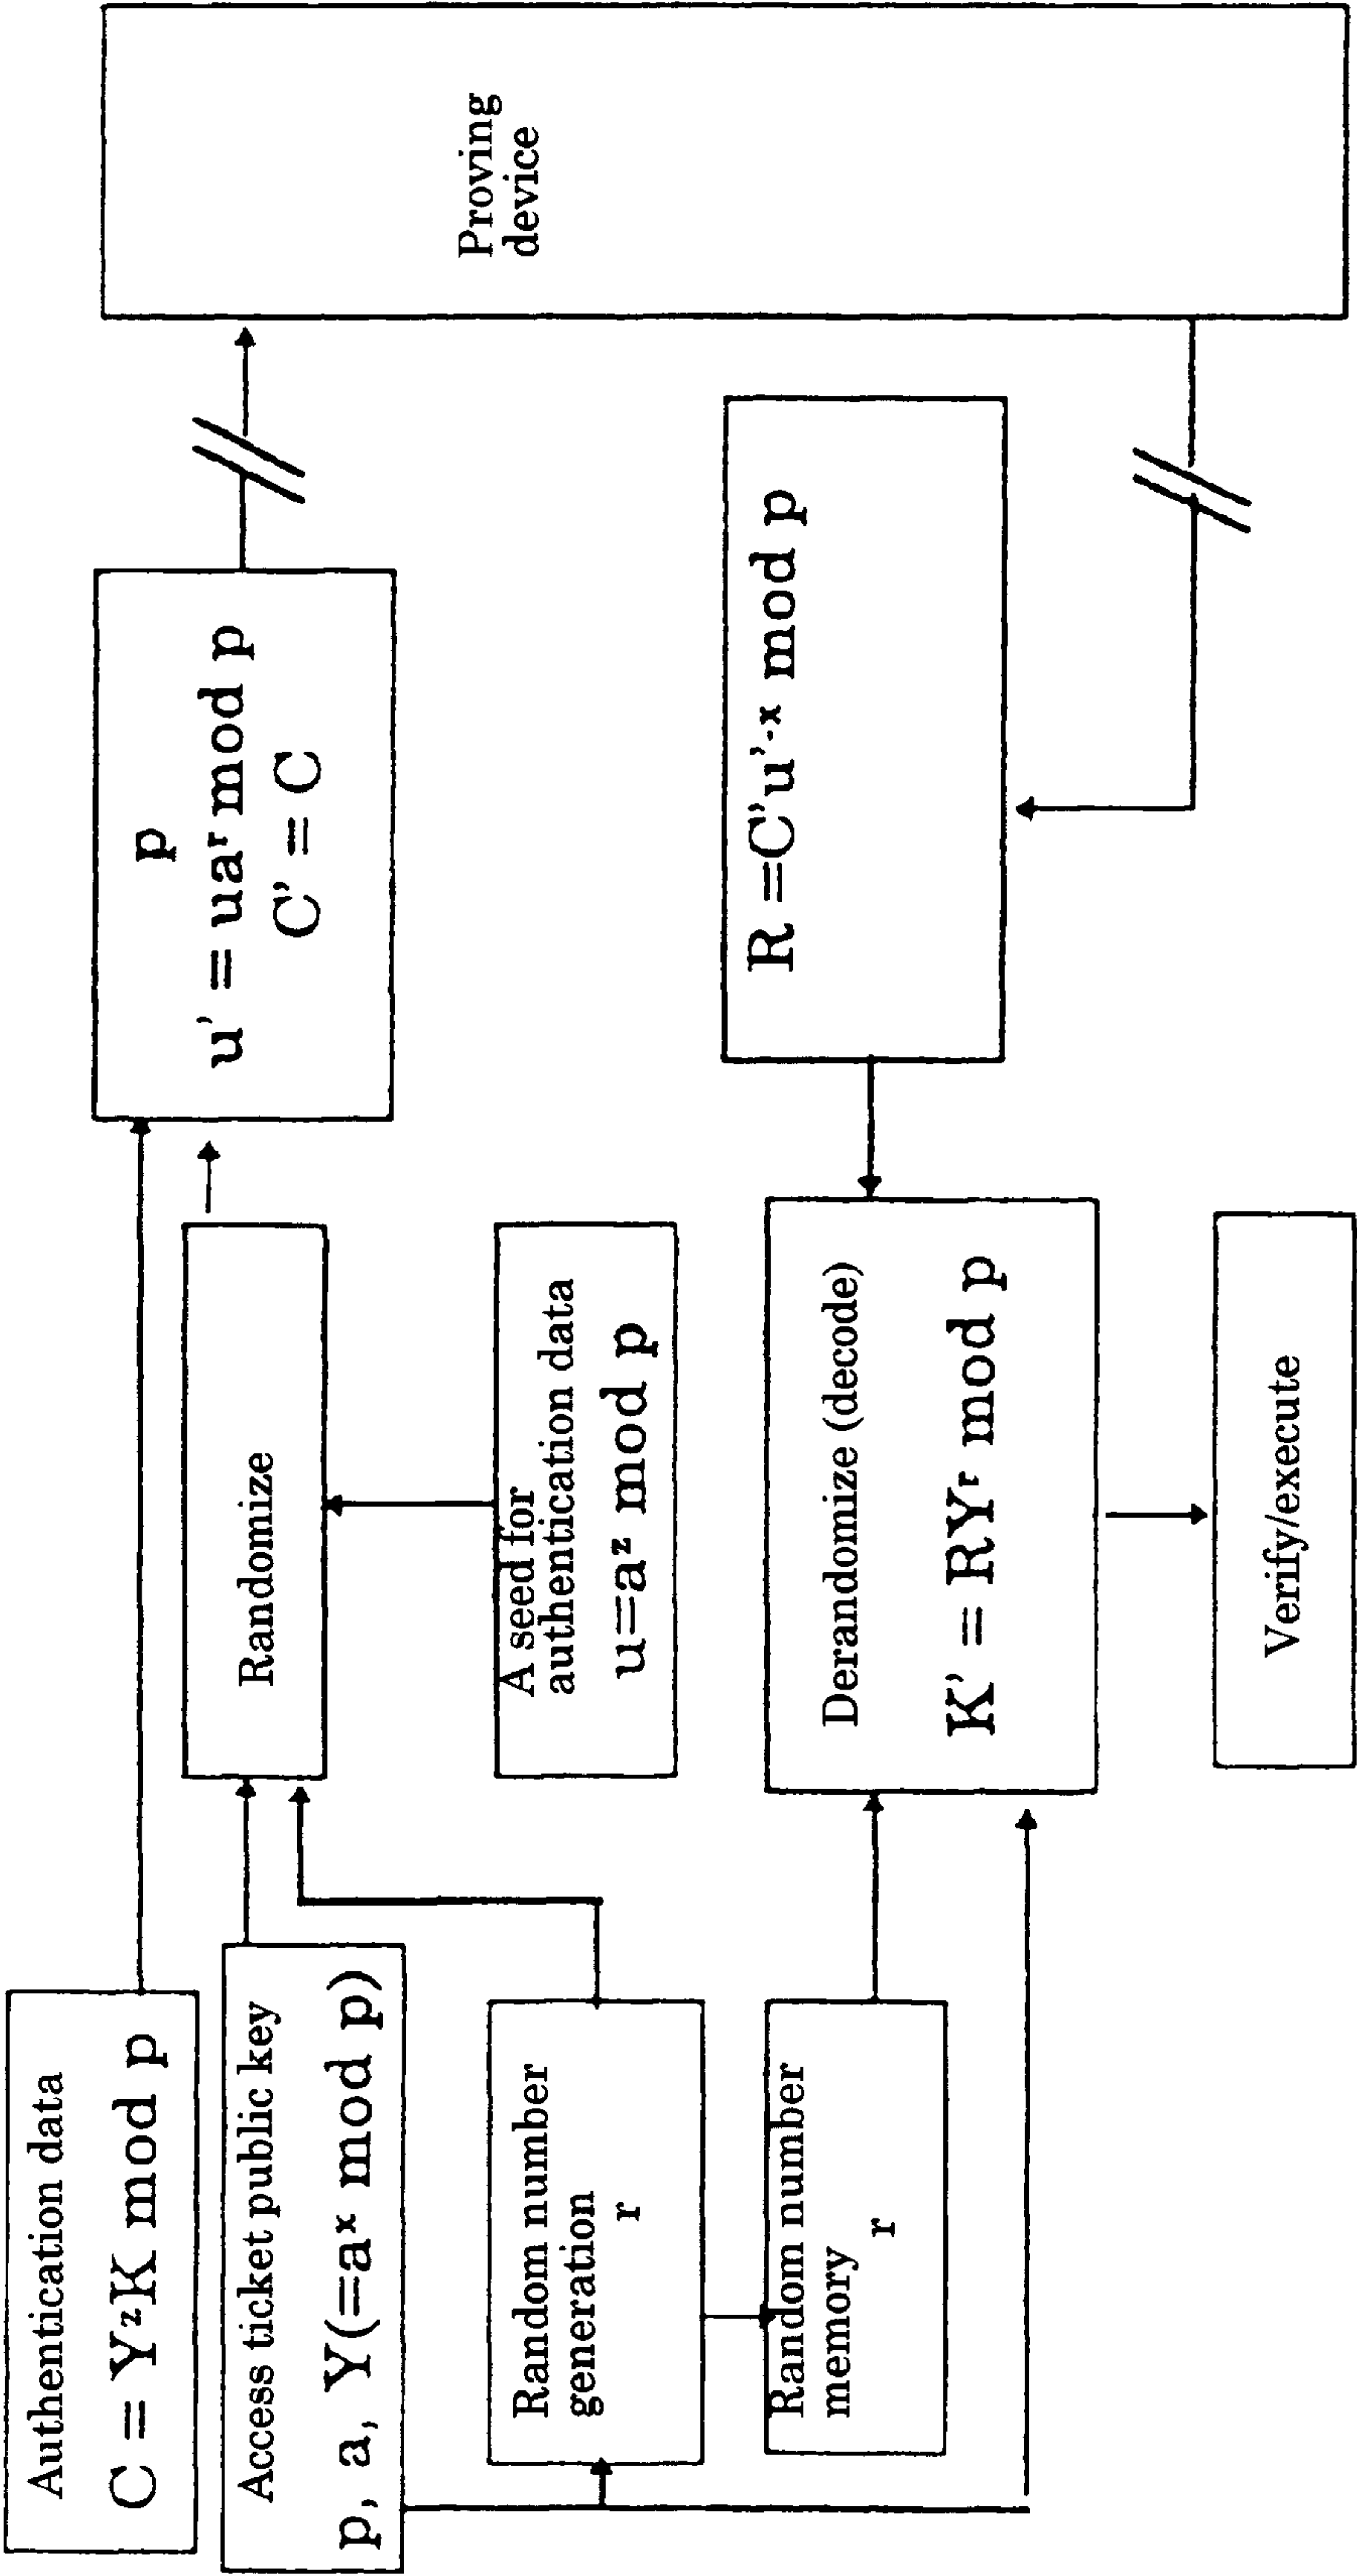 Authentication data
C = YᶻK mod p
Access ticket public key
p, a, Y(=aˣ mod p)
Random number
generation
r
Random number
memory
r
Randomize
A seed for
authentication data
u=aᶻ mod p
p
u' = uaʳ mod p
C' = C
Proving
device
R =C'u'⁻ˣ mod p
Derandomize (decode)
K' = RYʳ mod p
Verify/execute